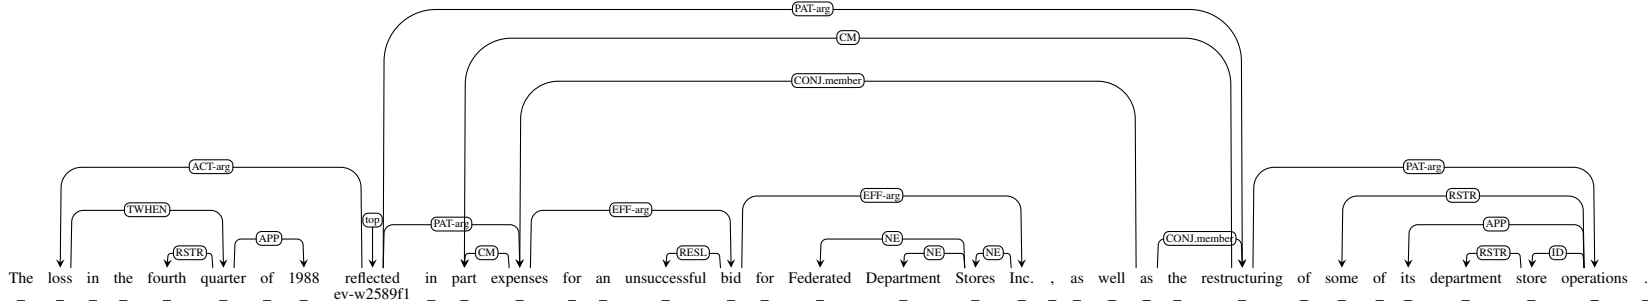 PAT-arg
CM
CONJ.member
ACT-arg PAT-arg
EFF-arg RSTR
TWHEN EFF-arg
top PAT-arg APP
APP NE CONJ.member
RSTR CM RESL NE NE RSTR ID
The loss in the fourth quarter of 1988 reflected in part expenses for an unsuccessful bid for Federated Department Stores Inc. , as well as the restructuring of some of its department store operations
_ _ _ _ _ _ _ _ ev-w2589f1 _ _ _ _ _ _ _ _ _ _ _ _ _ _ _ _ _ _ _ _ _ _ _ _ _ _